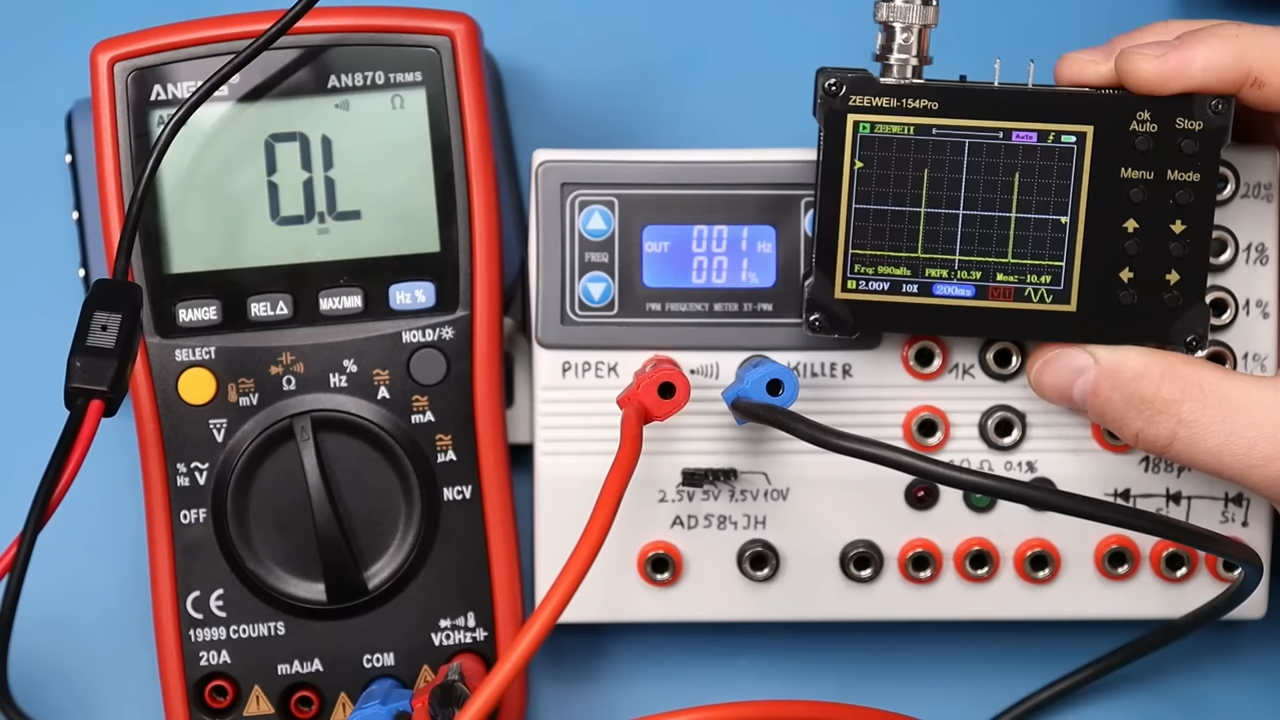 AN870 TRMS
Ω
0.L
RANGE
REL△
MAX/MIN
Hz %
SELECT
HOLD/
Ω
Hz %
A
mV
mA
V
µA
Hz % V
NCV
OFF
CE
19999 COUNTS
20A
mAµA
COM
VΩHz
FREQ
OUT 001 Hz
001 %
PWM FREQUENCY METER XY-PWM
PIPEK
KILLER
2.5V 5V 7.5V 10V
AD584JH
1K
0.1%
Si
20%
1%
1%
1%
ZEEWEII-154Pro
ok
Auto
Stop
Menu
Mode
ZEEWEII
Auto
Frq: 990mHz
PKPK: 10.3V
Mea: -10.4V
1
2.00V
10X
200ms